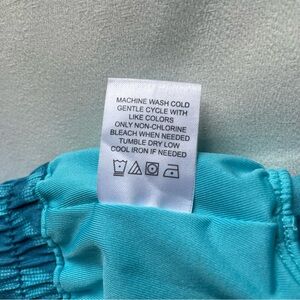 MACHINE WASH COLD
GENTLE CYCLE WITH
LIKE COLORS
ONLY NON-CHLORINE
BLEACH WHEN NEEDED
TUMBLE DRY LOW
COOL IRON IF NEEDED